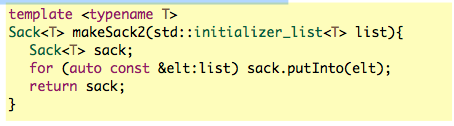 template <typename T>
Sack<T> makeSack2(std::initializer_list<T> list){
  Sack<T> sack;
  for (auto const &elt:list) sack.putInto(elt);
  return sack;
}